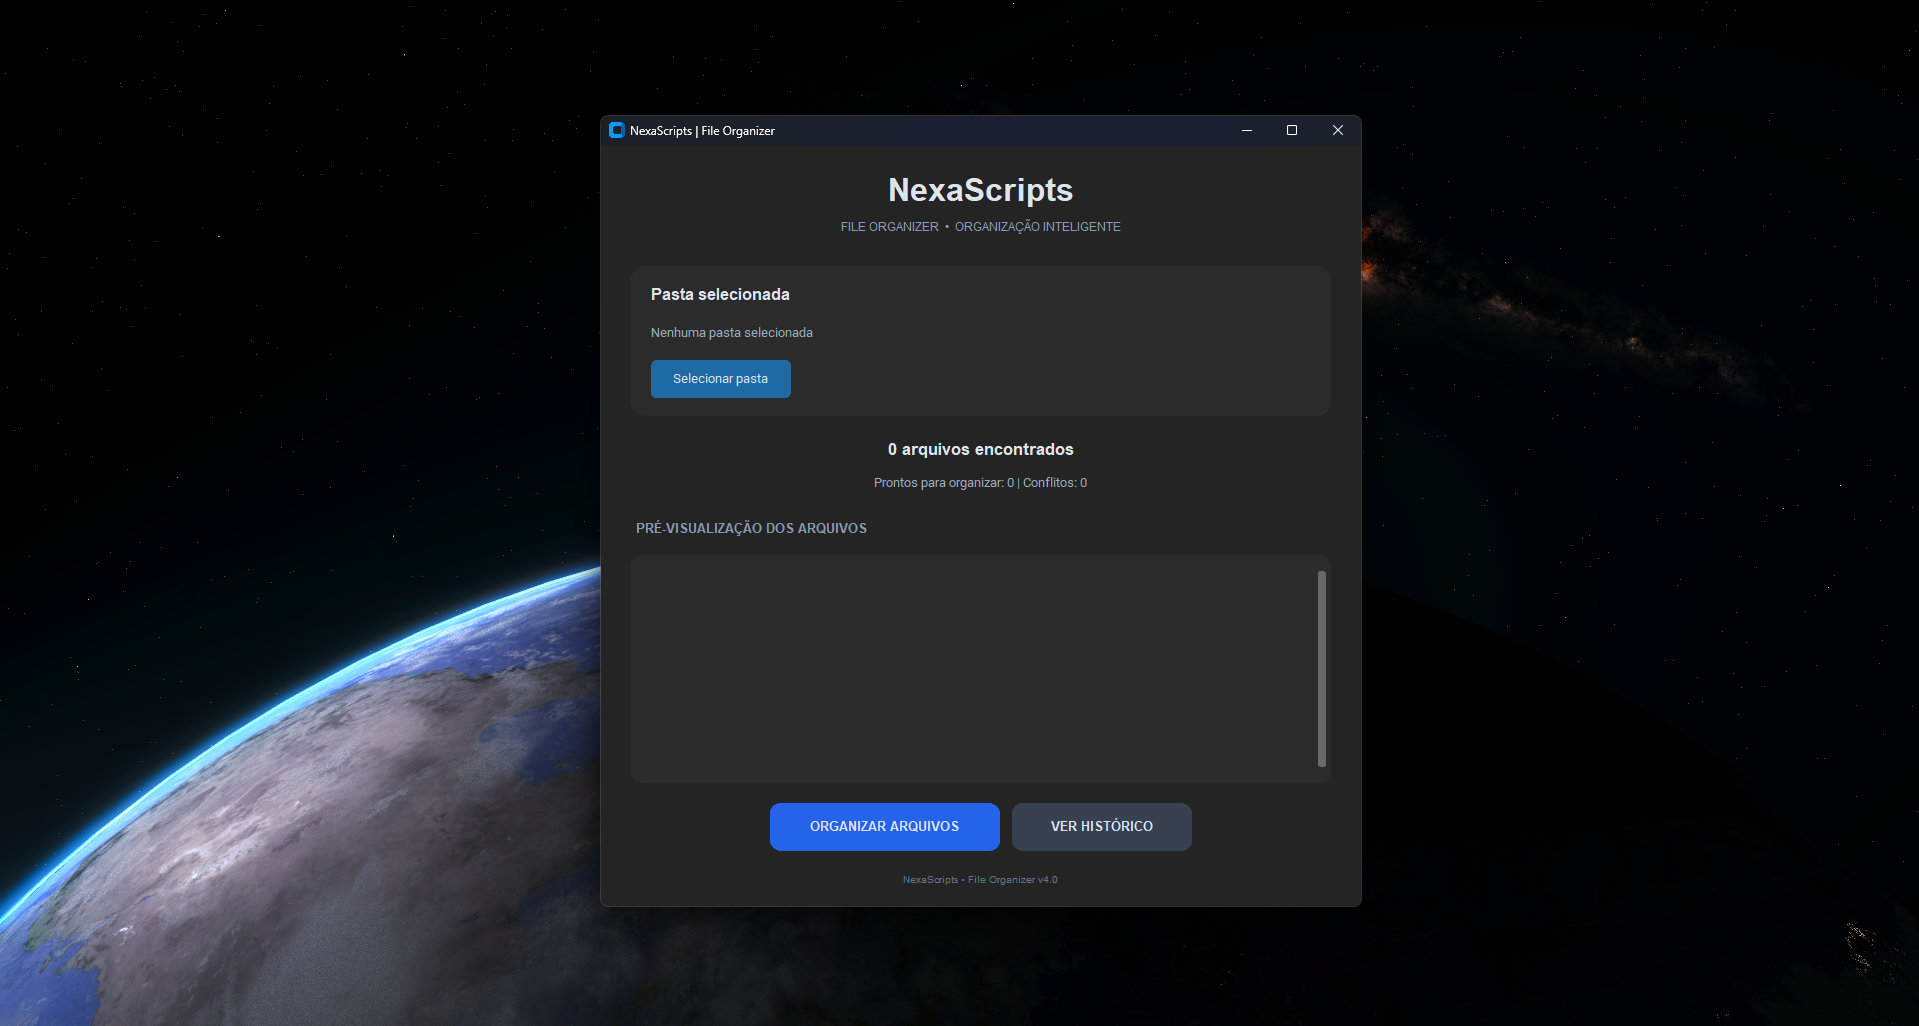 NexaScripts | File Organizer
NexaScripts
FILE ORGANIZER • ORGANIZAÇÃO INTELIGENTE
Pasta selecionada
Nenhuma pasta selecionada
Selecionar pasta
0 arquivos encontrados
Prontos para organizar: 0 | Conflitos: 0
PRÉ-VISUALIZAÇÃO DOS ARQUIVOS
ORGANIZAR ARQUIVOS
VER HISTÓRICO
NexaScripts • File Organizer v4.0